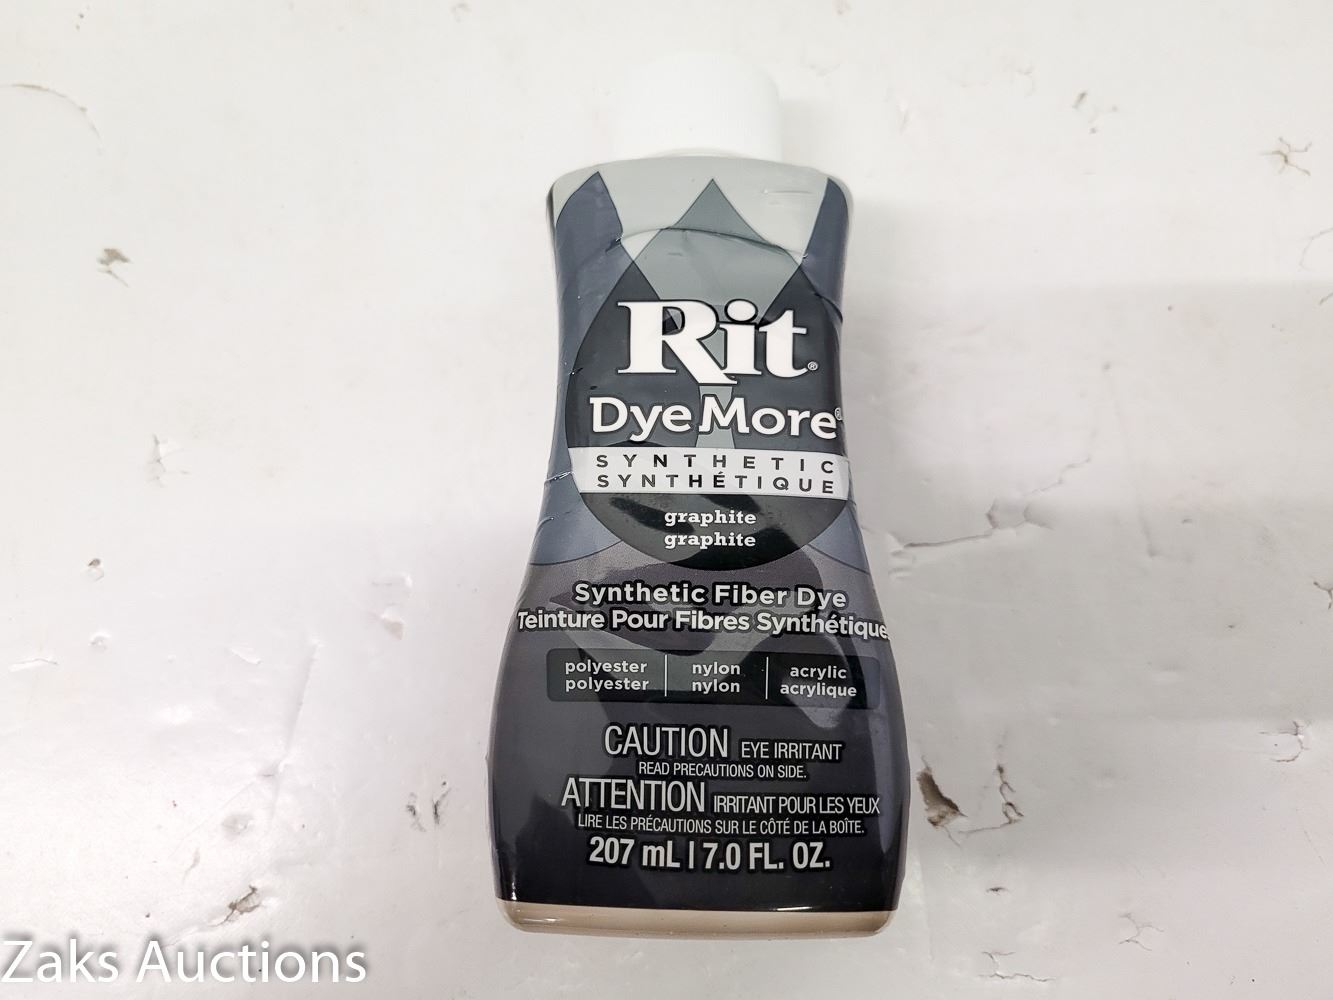 Rit®
DyeMore®
SYNTHETIC
SYNTHÉTIQUE
graphite
graphite
Synthetic Fiber Dye
Teinture Pour Fibres Synthétiques
polyester nylon acrylic
polyester nylon acrylique
CAUTION EYE IRRITANT
READ PRECAUTIONS ON SIDE.
ATTENTION IRRITANT POUR LES YEUX
LIRE LES PRÉCAUTIONS SUR LE CÔTÉ DE LA BOÎTE.
207 mL | 7.0 FL. OZ.
Zaks Auctions